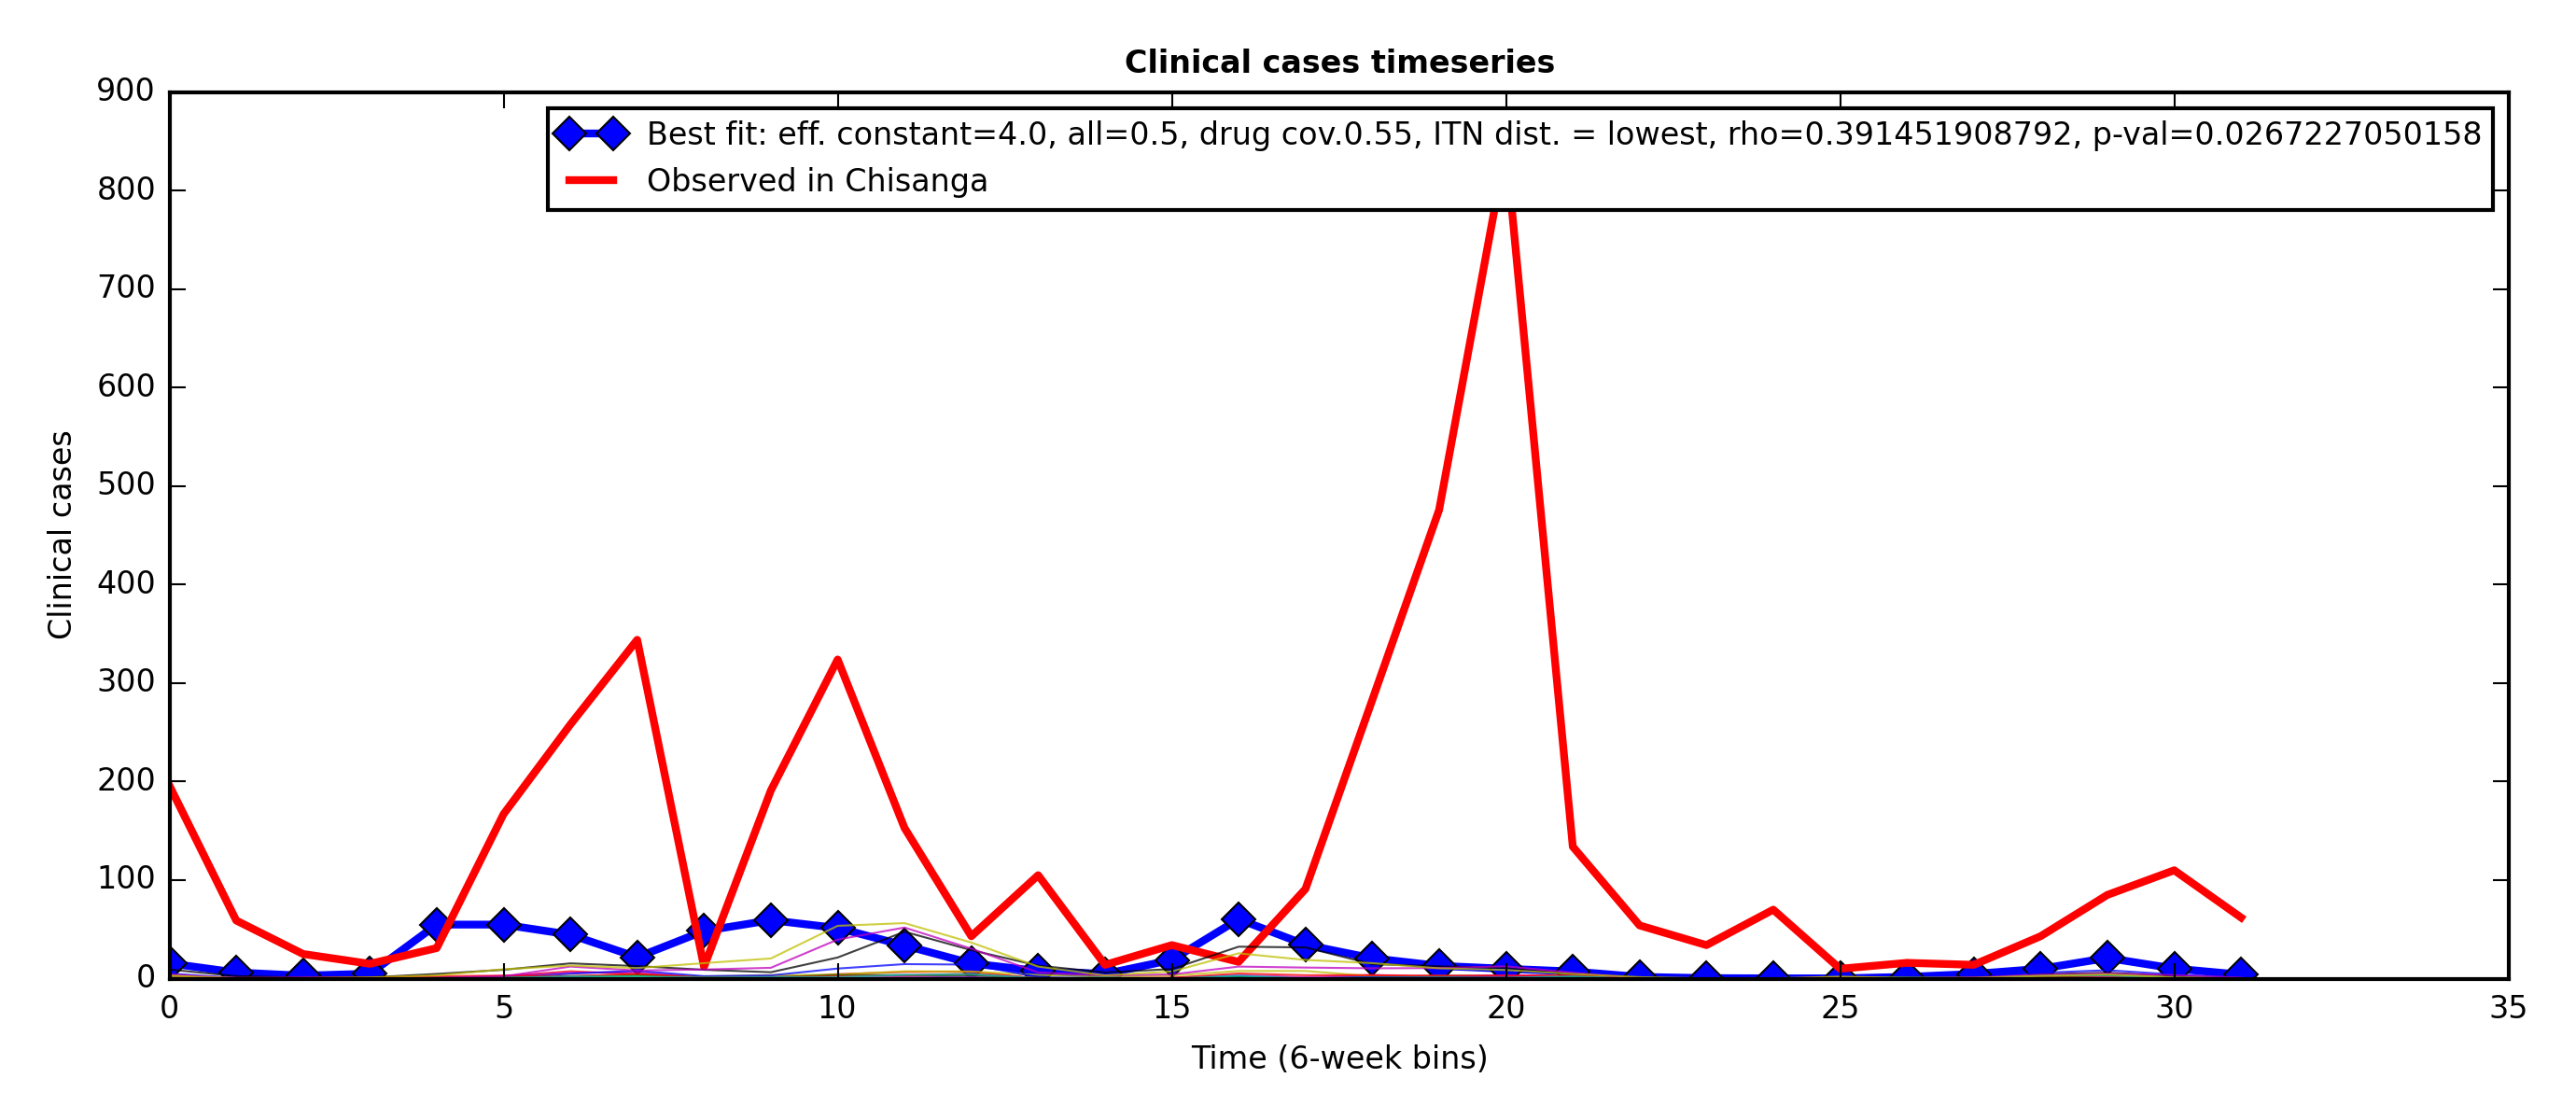 Clinical cases timeseries
Best fit: eff. constant=4.0, all=0.5, drug cov.0.55, ITN dist. = lowest, rho=0.391451908792, p-val=0.0267227050158
Observed in Chisanga
900
800
700
600
500
400
300
200
100
0
Clinical cases
0 5 10 15 20 25 30 35
Time (6-week bins)